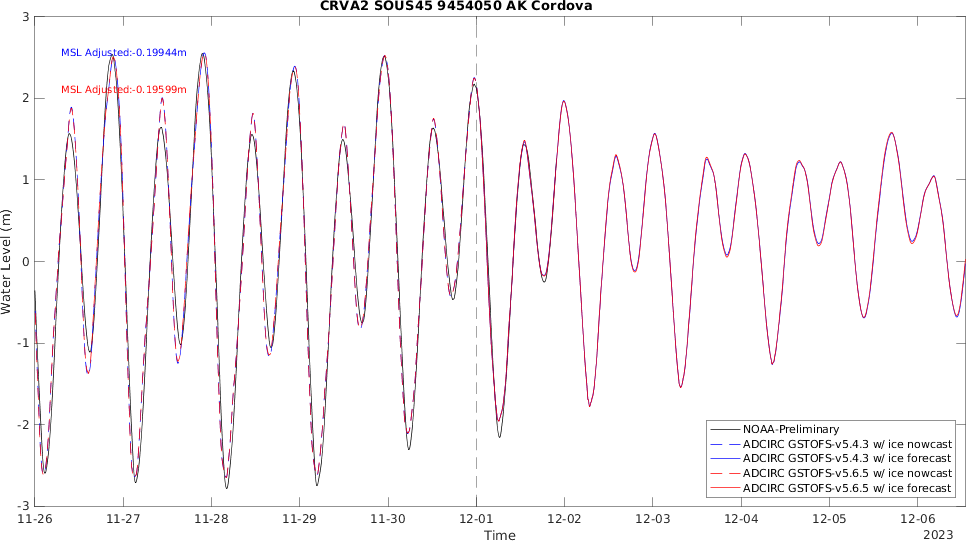 CRVA2 SOUS45 9454050 AK Cordova
3
2
1
0
-1
-2
-3
Water Level (m)
MSL Adjusted:-0.19944m
MSL Adjusted:-0.19599m
NOAA-Preliminary
ADCIRC GSTOFS-v5.4.3 w/ ice nowcast
ADCIRC GSTOFS-v5.4.3 w/ ice forecast
ADCIRC GSTOFS-v5.6.5 w/ ice nowcast
ADCIRC GSTOFS-v5.6.5 w/ ice forecast
11-26 11-27 11-28 11-29 11-30 12-01 12-02 12-03 12-04 12-05 12-06
Time
2023